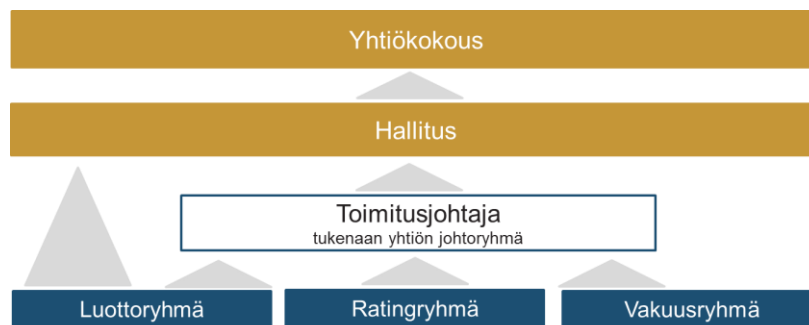 Yhtiökokous
Hallitus
Toimitusjohtaja
tukenaan yhtiön johtoryhmä
Luottoryhmä
Ratingryhmä
Vakuusryhmä